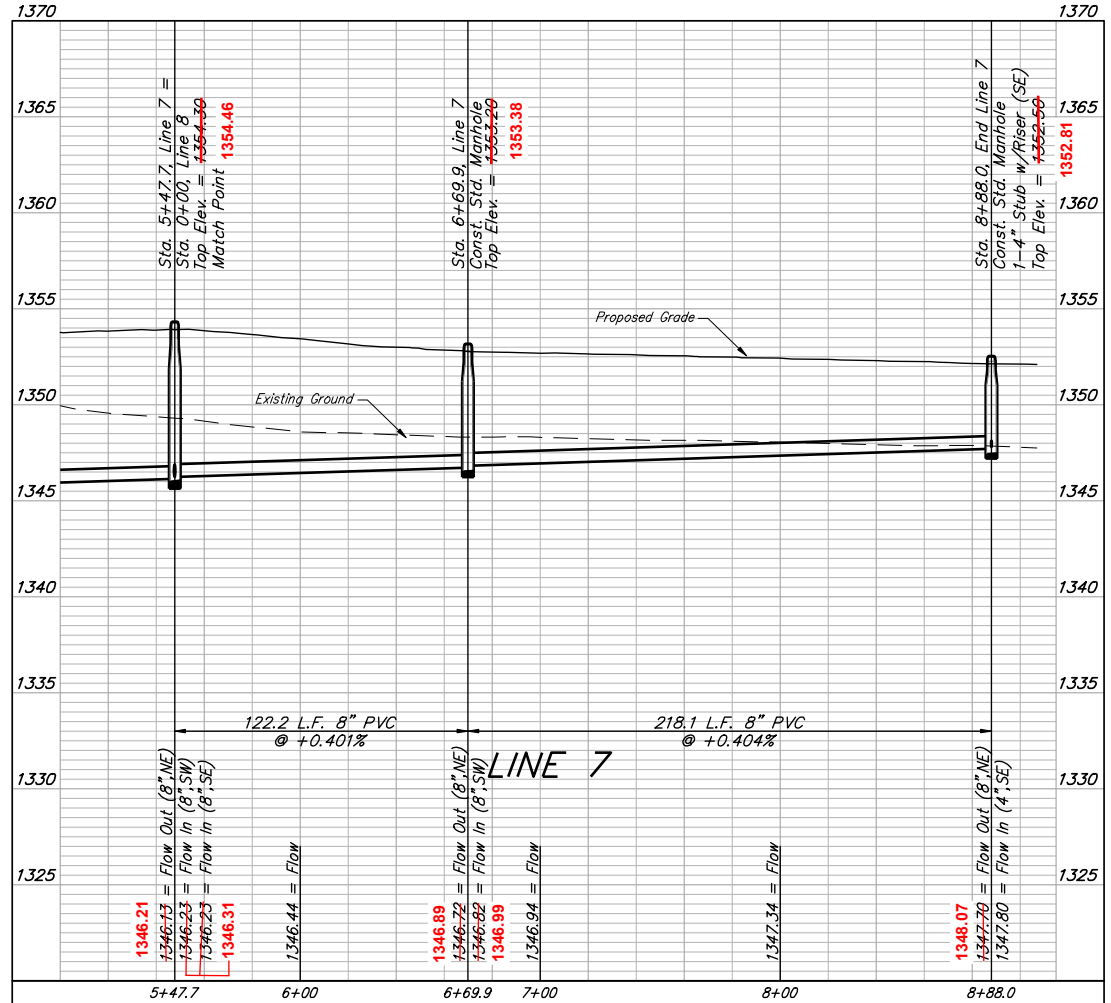 1370
1370
1365
1365
1360
1360
1355
1355
1350
1350
1345
1345
1340
1340
1335
1335
1330
1330
1325
1325
Sta. 5+47.7, Line 7 =
Sta. 0+00, Line 8
Top Elev. = 1354.30
Match Point
1354.46
Sta. 6+69.9, Line 7
Const. Std. Manhole
Top Elev. = 1353.20
1353.38
Sta. 8+88.0, End Line 7
Const. Std. Manhole
1-4" Stub w/Riser (SE)
Top Elev. = 1352.50
1352.81
Proposed Grade
Existing Ground
122.2 L.F. 8" PVC
@ +0.401%
218.1 L.F. 8" PVC
@ +0.404%
LINE 7
1346.21
1346.13 = Flow Out (8",NE)
1346.23 = Flow In (8",SW)
1346.23 = Flow In (8",SE)
1346.31
1346.44 = Flow
1346.89
1346.72 = Flow Out (8",NE)
1346.82 = Flow In (8",SW)
1346.99
1346.94 = Flow
1347.34 = Flow
1348.07
1347.70 = Flow Out (8",NE)
1347.80 = Flow In (4",SE)
5+47.7
6+00
6+69.9
7+00
8+00
8+88.0